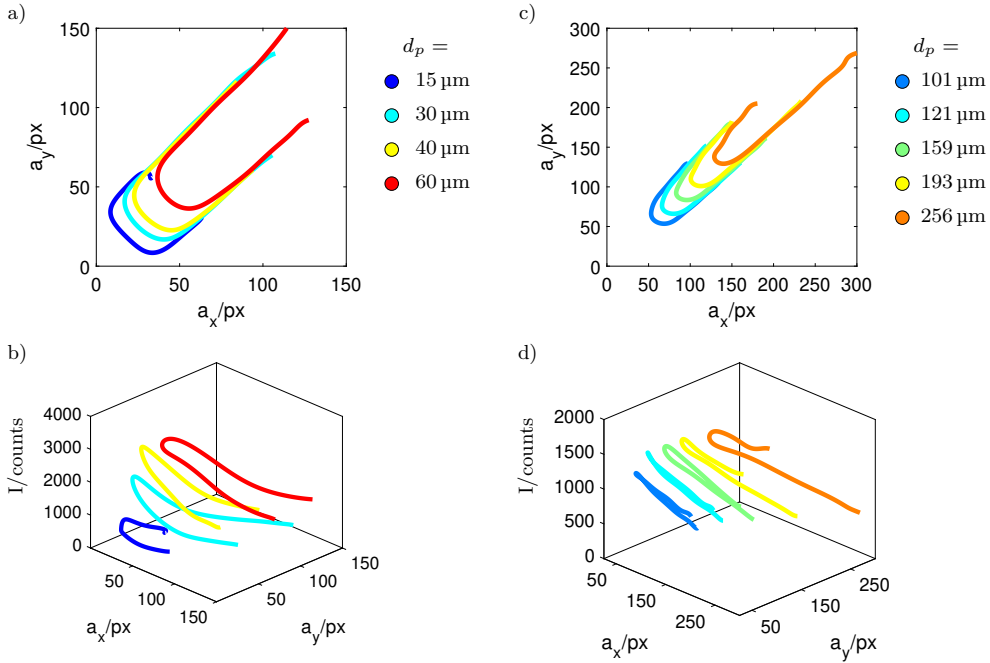 a)
150
100
50
0
0
50
100
150
a_y/px
a_x/px
d_p =
15 µm
30 µm
40 µm
60 µm
c)
300
250
200
150
100
50
0
0
50
100
150
200
250
300
a_y/px
a_x/px
d_p =
101 µm
121 µm
159 µm
193 µm
256 µm
b)
4000
3000
2000
1000
0
I/counts
50
100
150
a_x/px
50
100
150
a_y/px
d)
2000
1500
1000
500
0
I/counts
50
150
250
a_x/px
50
150
250
a_y/px